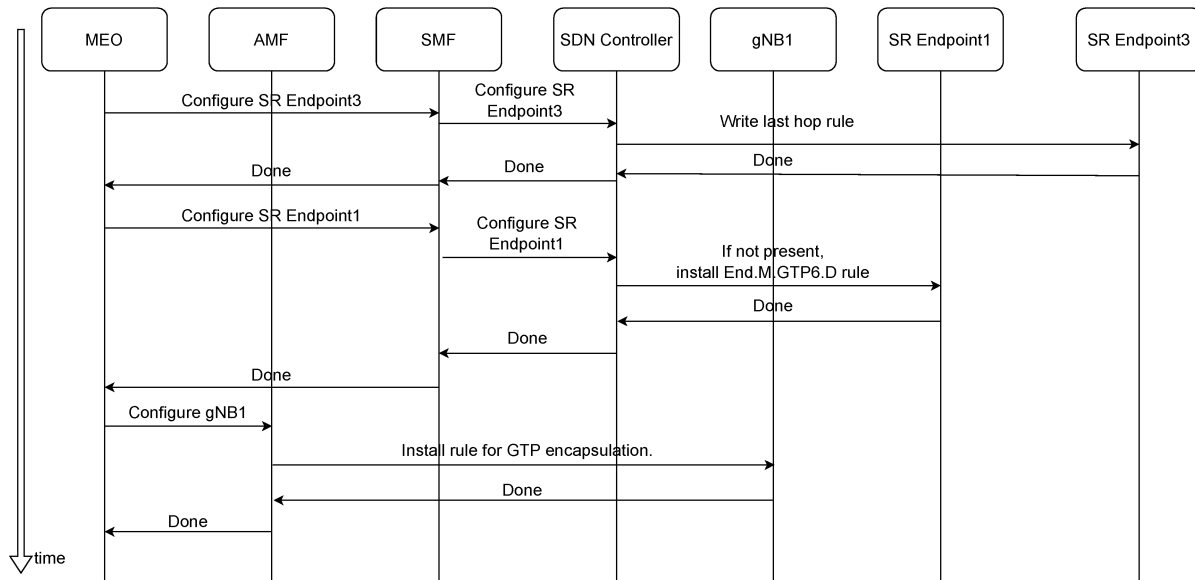 MEO
AMF
SMF
SDN Controller
gNB1
SR Endpoint1
SR Endpoint3
Configure SR Endpoint3
Configure SR
Endpoint3
Write last hop rule
Done
Done
Done
Configure SR Endpoint1
Configure SR
Endpoint1
If not present,
install End.M.GTP6.D rule
Done
Done
Done
Configure gNB1
Install rule for GTP encapsulation.
Done
Done
time